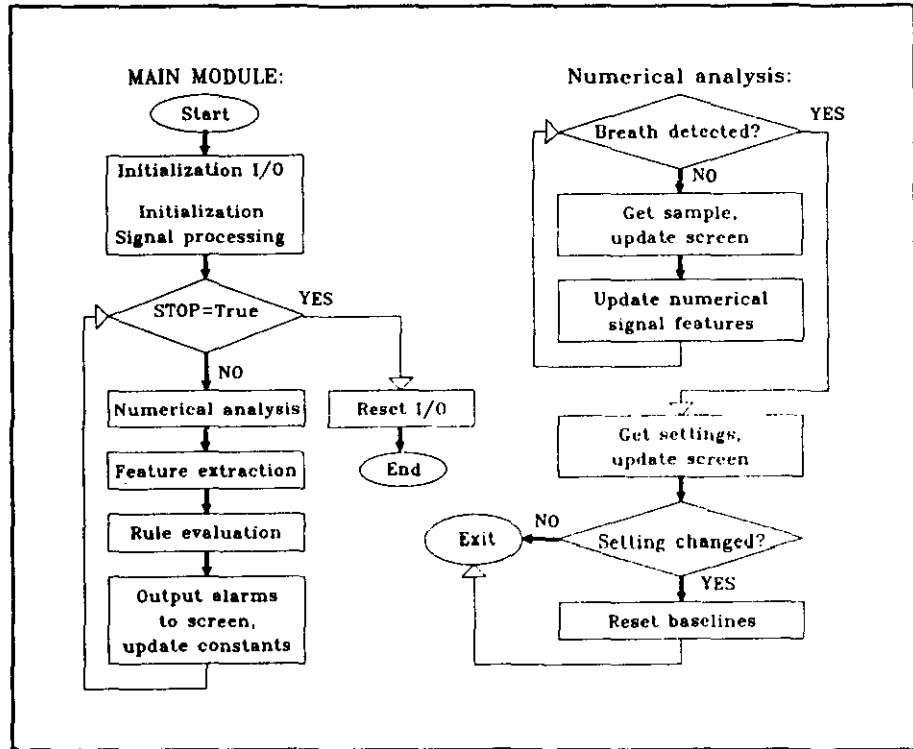 MAIN MODULE:
Start
Initialization I/O
Initialization
Signal processing
STOP=True
YES
NO
Numerical analysis
Feature extraction
Rule evaluation
Output alarms
to screen,
update constants
Reset I/O
End
Numerical analysis:
Breath detected?
YES
NO
Get sample,
update screen
Update numerical
signal features
Get settings,
update screen
Setting changed?
NO
Exit
YES
Reset baselines